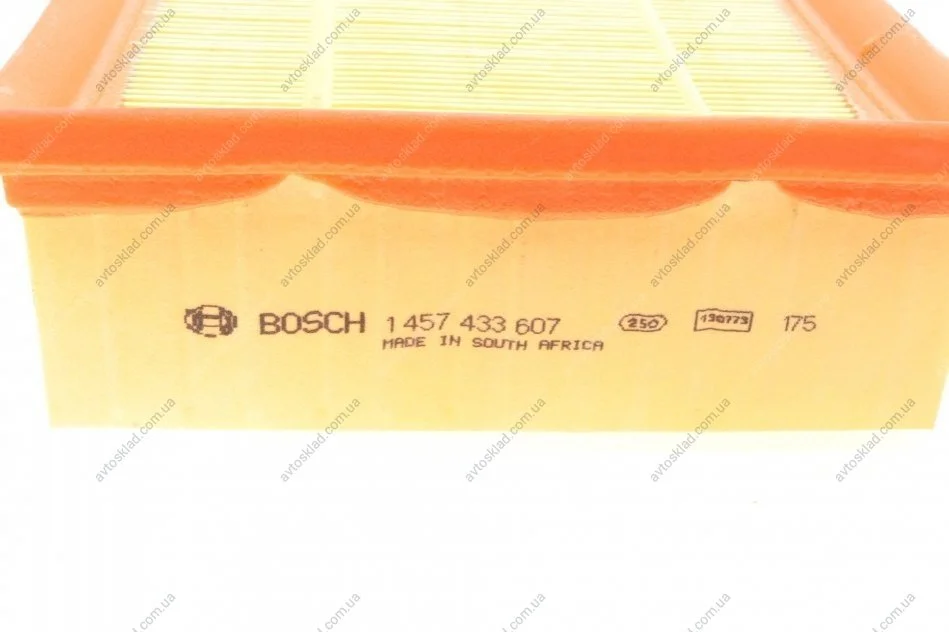 BOSCH 1 457 433 607 250 130773 175
MADE IN SOUTH AFRICA
avtosklad.com.ua